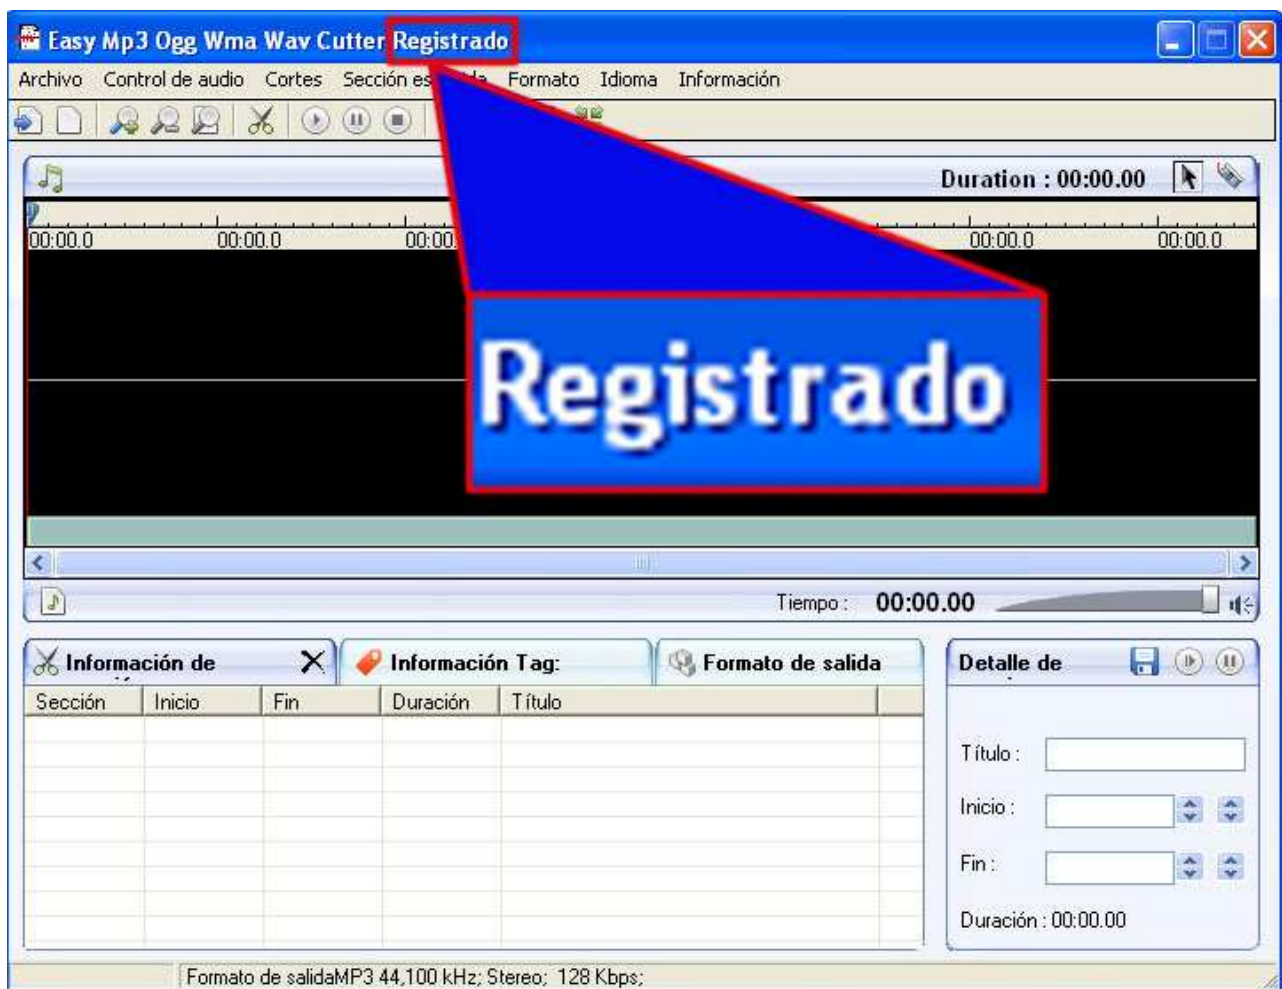 Easy Mp3 Ogg Wma Wav Cutter Registrado
Archivo Control de audio Cortes Sección Formato Idioma Información
Duration : 00:00.00
00:00.0 00:00.0 00:00. 00:00.0 00:00.0
Registrado
Tiempo : 00:00.00
Información de Información Tag: Formato de salida Detalle de
Sección Inicio Fin Duración Título
Título :
Inicio :
Fin :
Duración : 00:00.00
Formato de salidaMP3 44,100 kHz; Stereo; 128 Kbps;